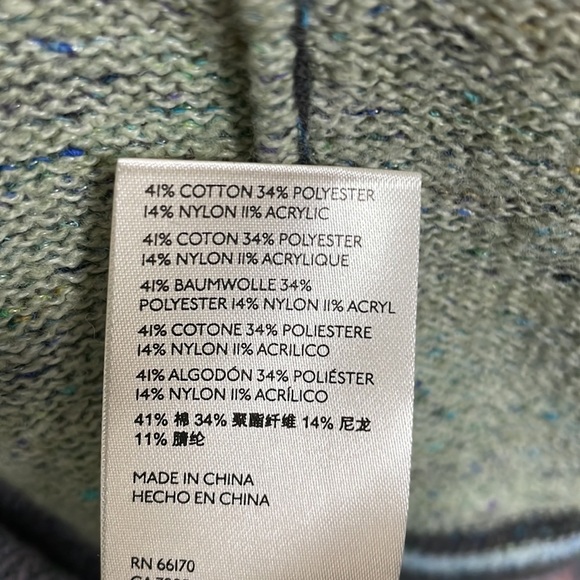 41% COTTON 34% POLYESTER
14% NYLON 11% ACRYLIC
41% COTON 34% POLYESTER
14% NYLON 11% ACRYLIQUE
41% BAUMWOLLE 34%
POLYESTER 14% NYLON 11% ACRYL
41% COTONE 34% POLIESTERE
14% NYLON 11% ACRILICO
41% ALGODÓN 34% POLIÉSTER
14% NYLON 11% ACRÍLICO
41% 棉 34% 聚酯纤维 14% 尼龙
11% 腈纶
MADE IN CHINA
HECHO EN CHINA
RN 66170